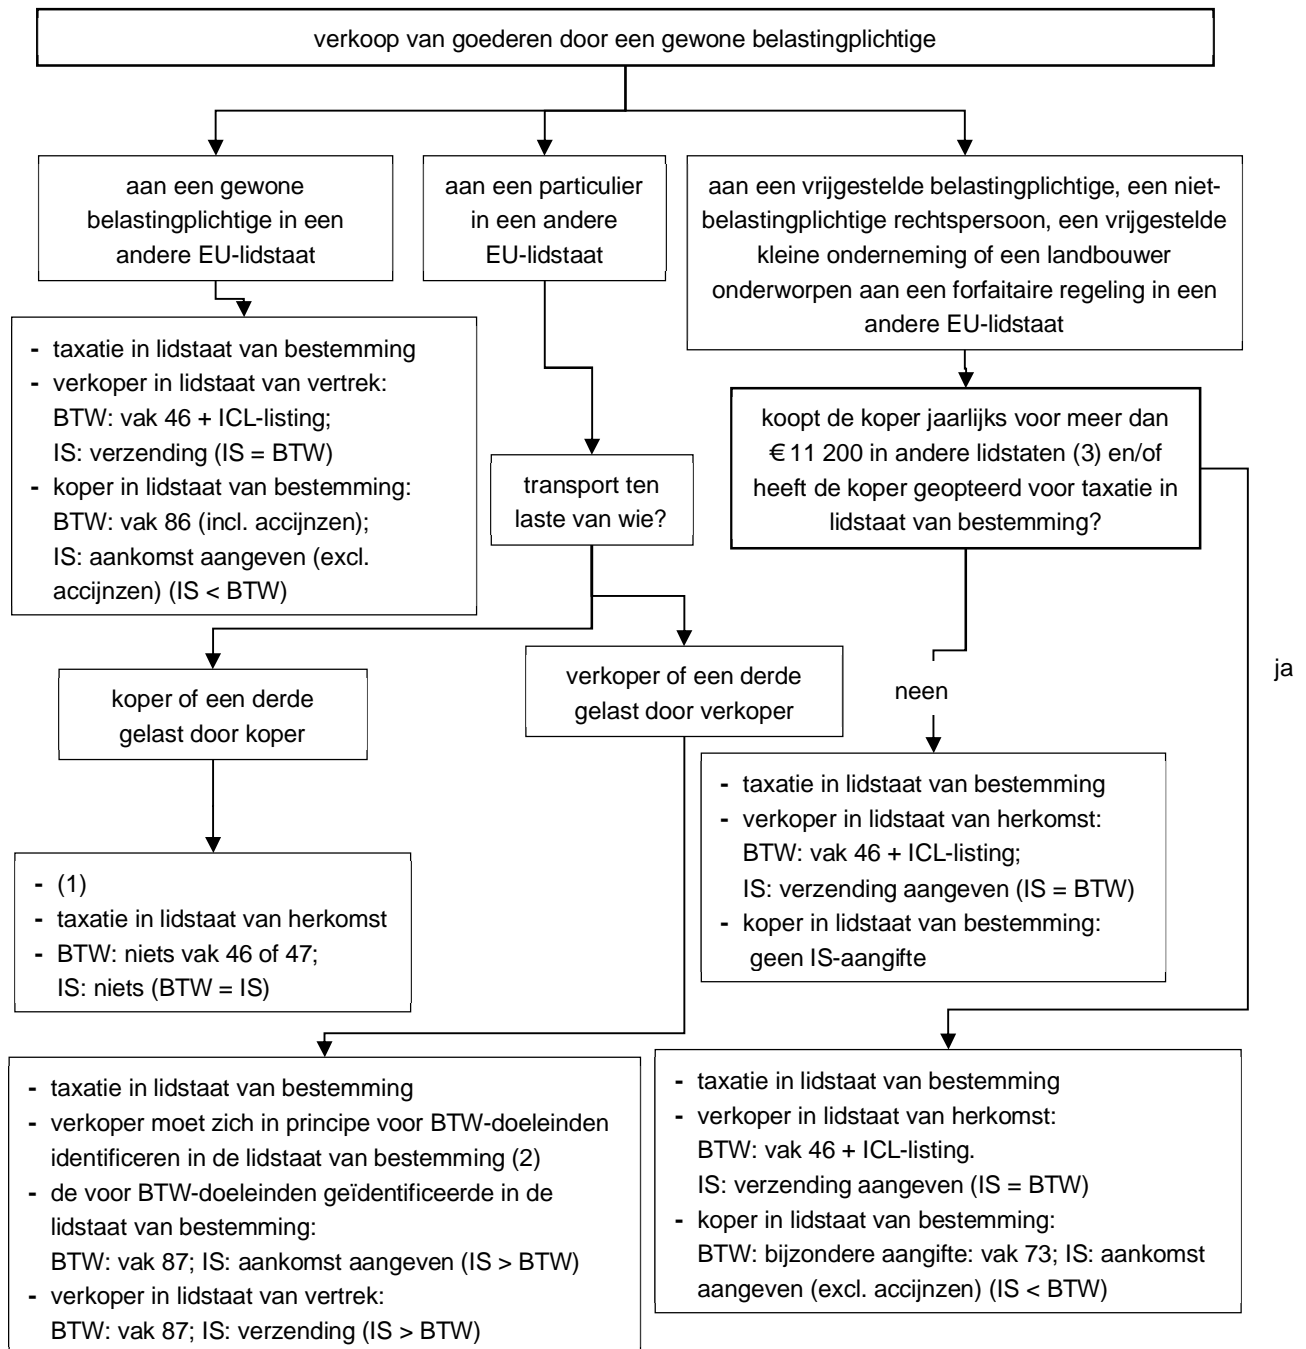 verkoop van goederen door een gewone belastingplichtige
aan een gewone
belastingplichtige in een
andere EU-lidstaat
aan een particulier
in een andere
EU-lidstaat
aan een vrijgestelde belastingplichtige, een niet-
belastingplichtige rechtspersoon, een vrijgestelde
kleine onderneming of een landbouwer
onderworpen aan een forfaitaire regeling in een
andere EU-lidstaat
- taxatie in lidstaat van bestemming
- verkoper in lidstaat van vertrek:
BTW: vak 46 + ICL-listing;
IS: verzending (IS = BTW)
- koper in lidstaat van bestemming:
BTW: vak 86 (incl. accijnzen);
IS: aankomst aangeven (excl.
accijnzen) (IS < BTW)
transport ten
laste van wie?
koopt de koper jaarlijks voor meer dan
€ 11 200 in andere lidstaten (3) en/of
heeft de koper geopteerd voor taxatie in
lidstaat van bestemming?
koper of een derde
gelast door koper
verkoper of een derde
gelast door verkoper
neen
ja
- (1)
- taxatie in lidstaat van herkomst
- BTW: niets vak 46 of 47;
IS: niets (BTW = IS)
- taxatie in lidstaat van bestemming
- verkoper in lidstaat van herkomst:
BTW: vak 46 + ICL-listing;
IS: verzending aangeven (IS = BTW)
- koper in lidstaat van bestemming:
geen IS-aangifte
- taxatie in lidstaat van bestemming
- verkoper moet zich in principe voor BTW-doeleinden
identificeren in de lidstaat van bestemming (2)
- de voor BTW-doeleinden geïdentificeerde in de
lidstaat van bestemming:
BTW: vak 87; IS: aankomst aangeven (IS > BTW)
- verkoper in lidstaat van vertrek:
BTW: vak 87; IS: verzending (IS > BTW)
- taxatie in lidstaat van bestemming
- verkoper in lidstaat van herkomst:
BTW: vak 46 + ICL-listing.
IS: verzending aangeven (IS = BTW)
- koper in lidstaat van bestemming:
BTW: bijzondere aangifte: vak 73; IS: aankomst
aangeven (excl. accijnzen) (IS < BTW)